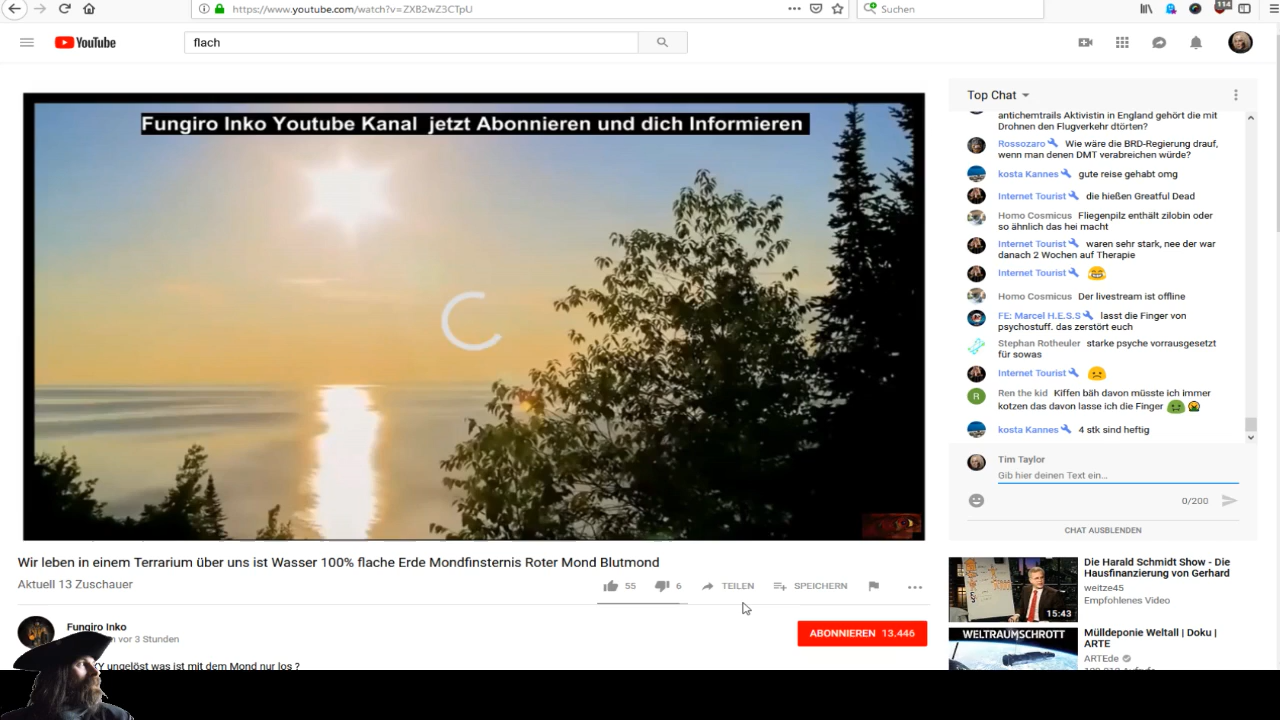 https://www.youtube.com/watch?v=ZXB2wZ3CTpU
Suchen
114
YouTube
flach
Fungiro Inko Youtube Kanal jetzt Abonnieren und dich Informieren
Top Chat
antichemtrails Aktivistin in England gehört die mit
Drohnen den Flugverkehr dtörten?
Rossozaro Wie wäre die BRD-Regierung drauf,
wenn man denen DMT verabreichen würde?
kosta Kannes gute reise gehabt omg
Internet Tourist die hießen Greatful Dead
Homo Cosmicus Fliegenpilz enthält zilobin oder
so ähnlich das hei macht
Internet Tourist waren sehr stark, nee der war
danach 2 Wochen auf Therapie
Internet Tourist
Homo Cosmicus Der livestream ist offline
FE: Marcel H.E.S.S lasst die Finger von
psychostuff. das zerstört euch
Stephan Rotheuler starke psyche vorrausgesetzt
für sowas
Internet Tourist
R
Ren the kid Kiffen bäh davon müsste ich immer
kotzen das davon lasse ich die Finger
kosta Kannes 4 stk sind heftig
Tim Taylor
Gib hier deinen Text ein...
0/200
CHAT AUSBLENDEN
Wir leben in einem Terrarium über uns ist Wasser 100% flache Erde Mondfinsternis Roter Mond Blutmond
Aktuell 13 Zuschauer
55
6
TEILEN
SPEICHERN
Fungiro Inko
vor 3 Stunden
ABONNIEREN 13.446
ungelöst was ist mit dem Mond nur los ?
15:43
Die Harald Schmidt Show - Die
Hausfinanzierung von Gerhard
weitze45
Empfohlenes Video
WELTRAUMSCHROTT
Mülldeponie Weltall | Doku |
ARTE
ARTEde